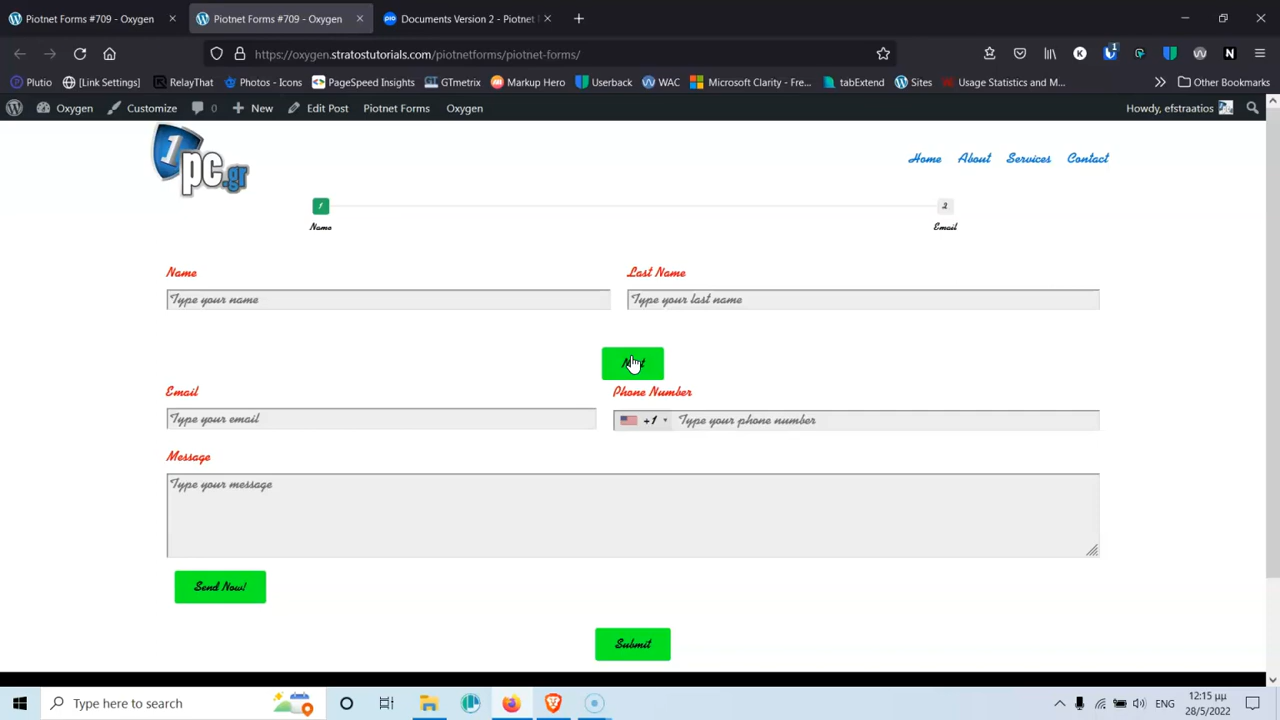 Piotnet Forms #709 - Oxygen
Piotnet Forms #709 - Oxygen
pio Documents Version 2 - Piotnet
https://oxygen.stratostutorials.com/piotnetforms/piotnet-forms/
K
1
N
Plutio
[Link Settings]
RelayThat
Photos - Icons
PageSpeed Insights
GTmetrix
Markup Hero
Userback
WAC
Microsoft Clarity - Fre...
tabExtend
Sites
Usage Statistics and M...
Other Bookmarks
Oxygen
Customize
0
New
Edit Post
Piotnet Forms
Oxygen
Howdy, efstraatios
1pc.gr
Home
About
Services
Contact
1
2
Name
Email
Name
Last Name
Type your name
Type your last name
Email
Phone Number
Type your email
+1
Type your phone number
Message
Type your message
Send Now!
Submit
Type here to search
ENG
12:15 μμ
28/5/2022